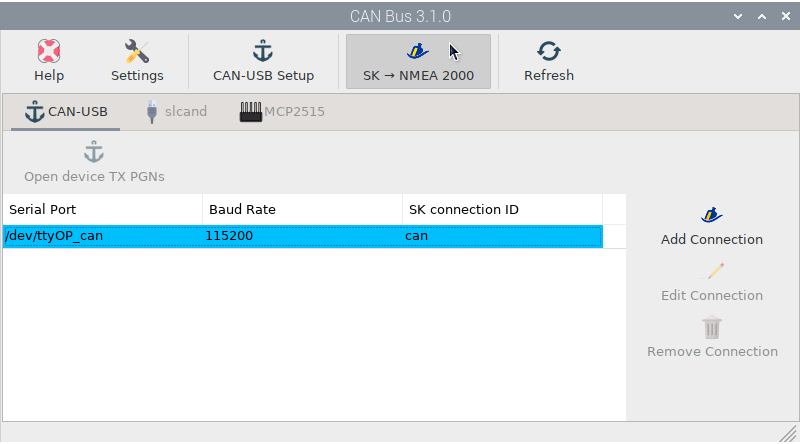 CAN Bus 3.1.0
Help
Settings
CAN-USB Setup
SK → NMEA 2000
Refresh
CAN-USB
slcand
MCP2515
Open device TX PGNs
Serial Port
Baud Rate
SK connection ID
/dev/ttyOP_can
115200
can
Add Connection
Edit Connection
Remove Connection